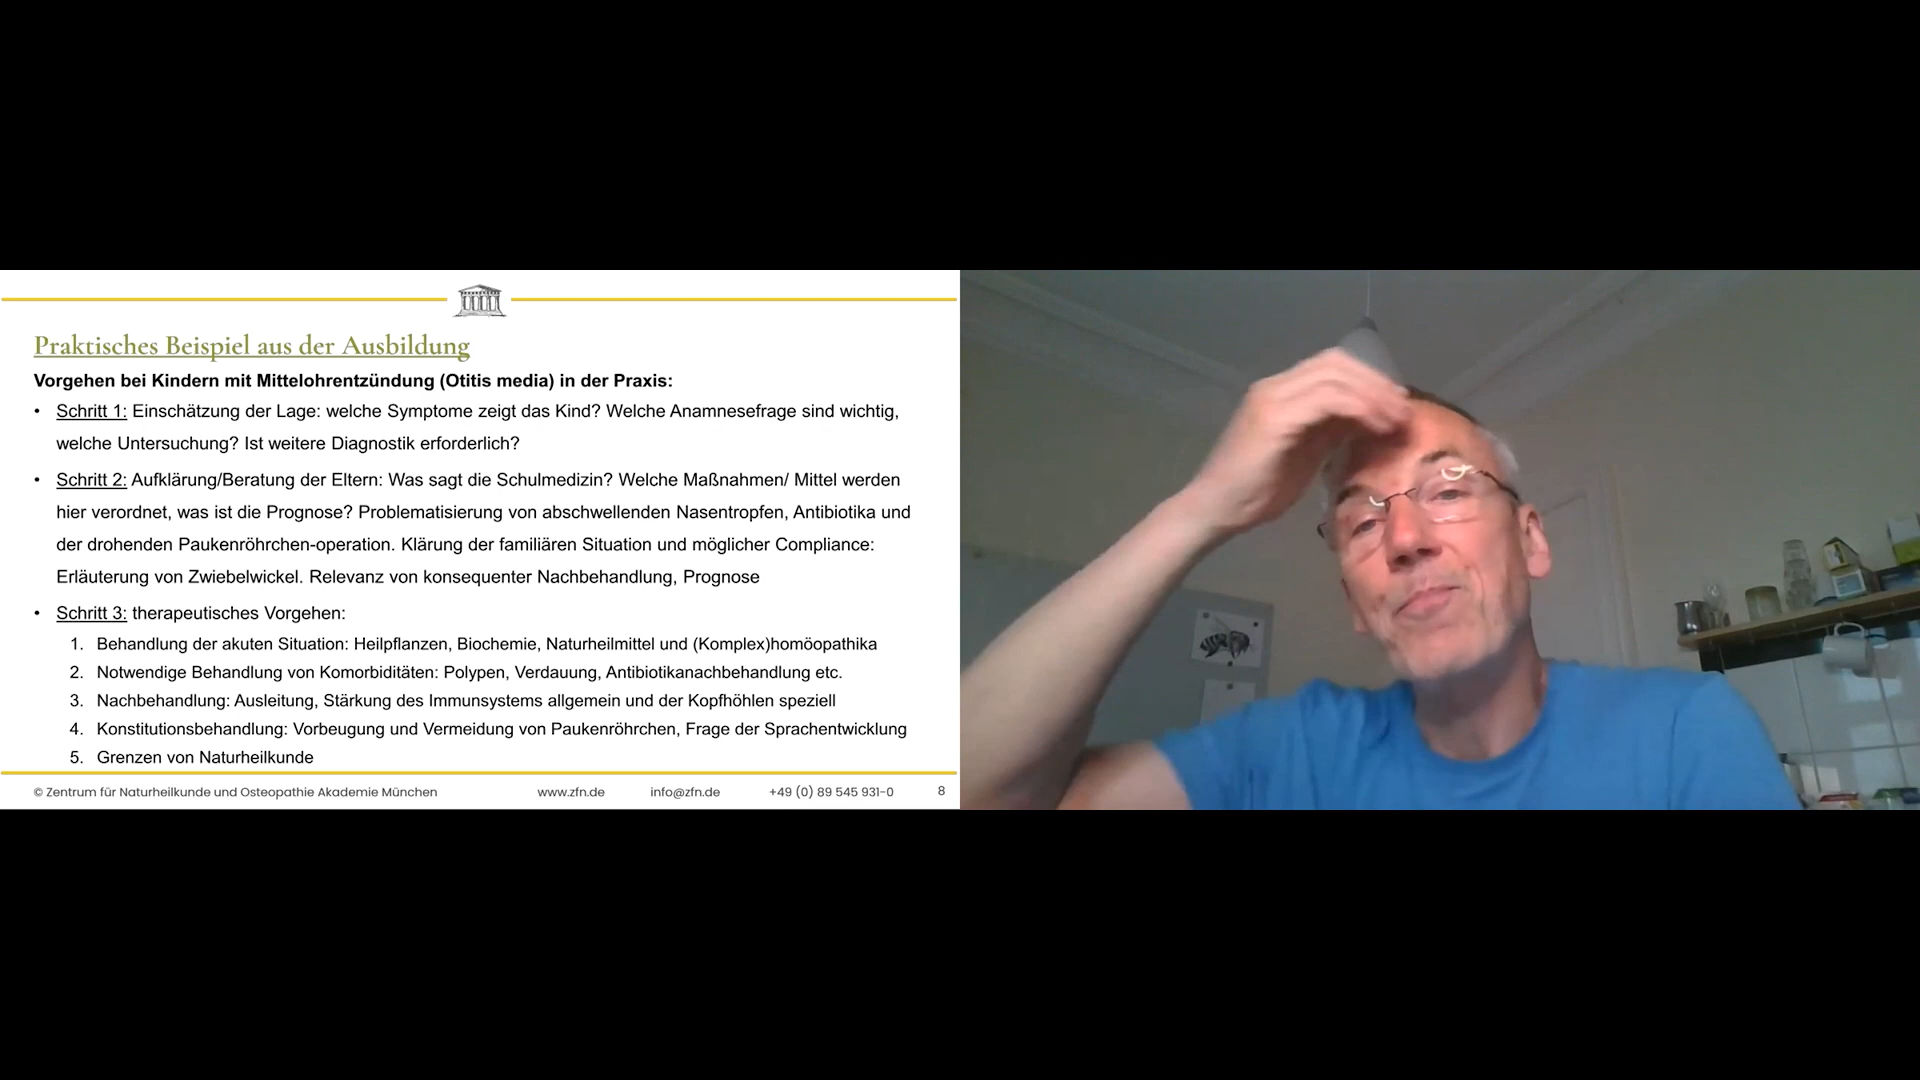 Praktisches Beispiel aus der Ausbildung
Vorgehen bei Kindern mit Mittelohrentzündung (Otitis media) in der Praxis:
• Schritt 1: Einschätzung der Lage: welche Symptome zeigt das Kind? Welche Anamnesefrage sind wichtig,
welche Untersuchung? Ist weitere Diagnostik erforderlich?
• Schritt 2: Aufklärung/Beratung der Eltern: Was sagt die Schulmedizin? Welche Maßnahmen/ Mittel werden
hier verordnet, was ist die Prognose? Problematisierung von abschwellenden Nasentropfen, Antibiotika und
der drohenden Paukenröhrchen-operation. Klärung der familiären Situation und möglicher Compliance:
Erläuterung von Zwiebelwickel. Relevanz von konsequenter Nachbehandlung, Prognose
• Schritt 3: therapeutisches Vorgehen:
1. Behandlung der akuten Situation: Heilpflanzen, Biochemie, Naturheilmittel und (Komplex)homöopathika
2. Notwendige Behandlung von Komorbiditäten: Polypen, Verdauung, Antibiotikanachbehandlung etc.
3. Nachbehandlung: Ausleitung, Stärkung des Immunsystems allgemein und der Kopfhöhlen speziell
4. Konstitutionsbehandlung: Vorbeugung und Vermeidung von Paukenröhrchen, Frage der Sprachentwicklung
5. Grenzen von Naturheilkunde
© Zentrum für Naturheilkunde und Osteopathie Akademie München www.zfn.de info@zfn.de +49 (0) 89 545 931-0 8